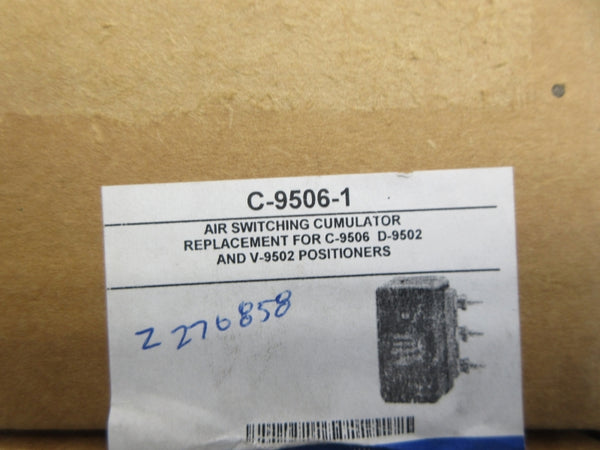 C-9506-1
AIR SWITCHING CUMULATOR
REPLACEMENT FOR C-9506 D-9502
AND V-9502 POSITIONERS
Z 276858